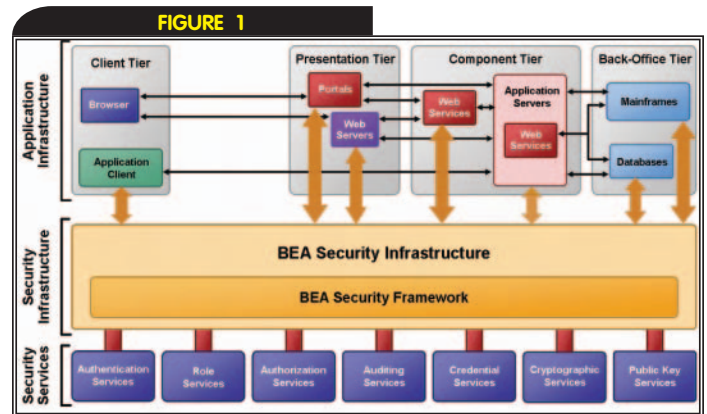 FIGURE 1
Application
Infrastructure
Client Tier
Browser
Application
Client
Presentation Tier
Portals
Web
Servers
Component Tier
Web
Services
Application
Servers
Web
Services
Back-Office Tier
Mainframes
Databases
Security
Infrastructure
BEA Security Infrastructure
BEA Security Framework
Security
Services
Authentication
Services
Role
Services
Authorization
Services
Auditing
Services
Credential
Services
Cryptographic
Services
Public Key
Services